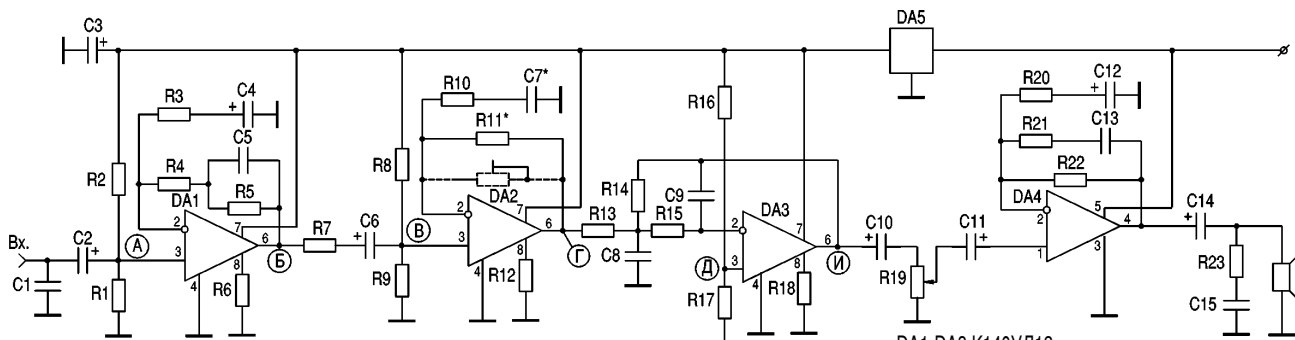 C3
DA5
R3
C4
R10
C7*
R20
C12
C5
R11*
R16
R21
C13
R4
R2
R5
R8
R14
C9
R22
DA1
DA2
DA4
R7
C6
R13
R15
DA3
C14
Вх.
C2
А
2
3
7
6
8
4
Б
В
2
3
7
6
8
4
Г
Д
2
3
7
6
8
4
И
C10
C11
2
1
5
4
3
C1
R1
R6
R9
R12
C8
R17
R18
R19
R23
C15